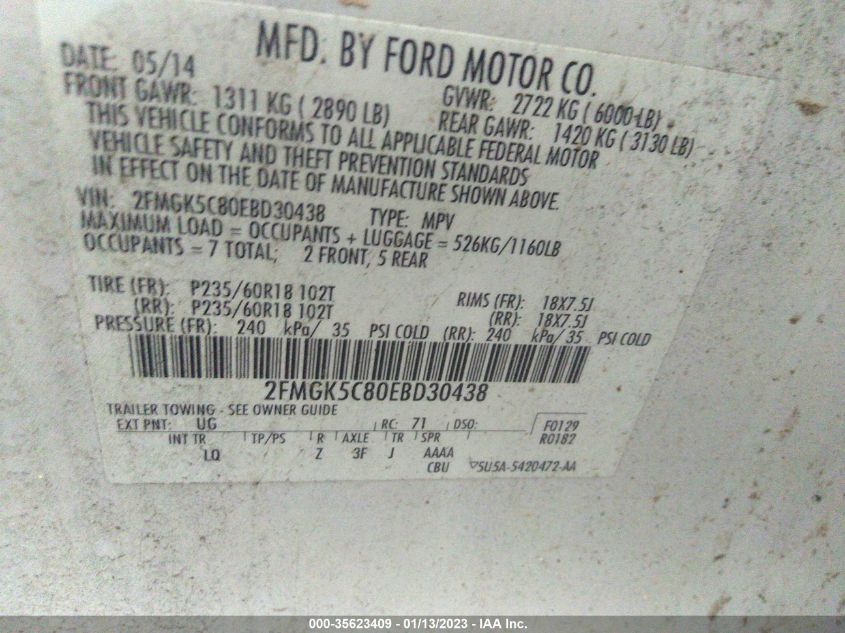 MFD. BY FORD MOTOR CO.
DATE: 05/14 GVWR: 2722 KG ( 6000 LB)
FRONT GAWR: 1311 KG ( 2890 LB) REAR GAWR: 1420 KG ( 3130 LB)
THIS VEHICLE CONFORMS TO ALL APPLICABLE FEDERAL MOTOR
VEHICLE SAFETY AND THEFT PREVENTION STANDARDS
IN EFFECT ON THE DATE OF MANUFACTURE SHOWN ABOVE.
VIN: 2FMGK5C80EBD30438 TYPE: MPV
MAXIMUM LOAD = OCCUPANTS + LUGGAGE = 526KG/1160LB
OCCUPANTS = 7 TOTAL; 2 FRONT, 5 REAR
TIRE (FR): P235/60R18 102T RIMS (FR): 18X7.5J
(RR): P235/60R18 102T (RR): 18X7.5J
PRESSURE (FR): 240 kPa/ 35 PSI COLD (RR): 240 kPa/ 35 PSI COLD
2FMGK5C80EBD30438
TRAILER TOWING - SEE OWNER GUIDE
EXT PNT: UG RC: 71 DSO: F0129
INT TR TP/PS R AXLE TR SPR R0182
LQ Z 3F J AAAA
CBU 5U5A-5420472-AA
000-35623409 - 01/13/2023 - IAA Inc.